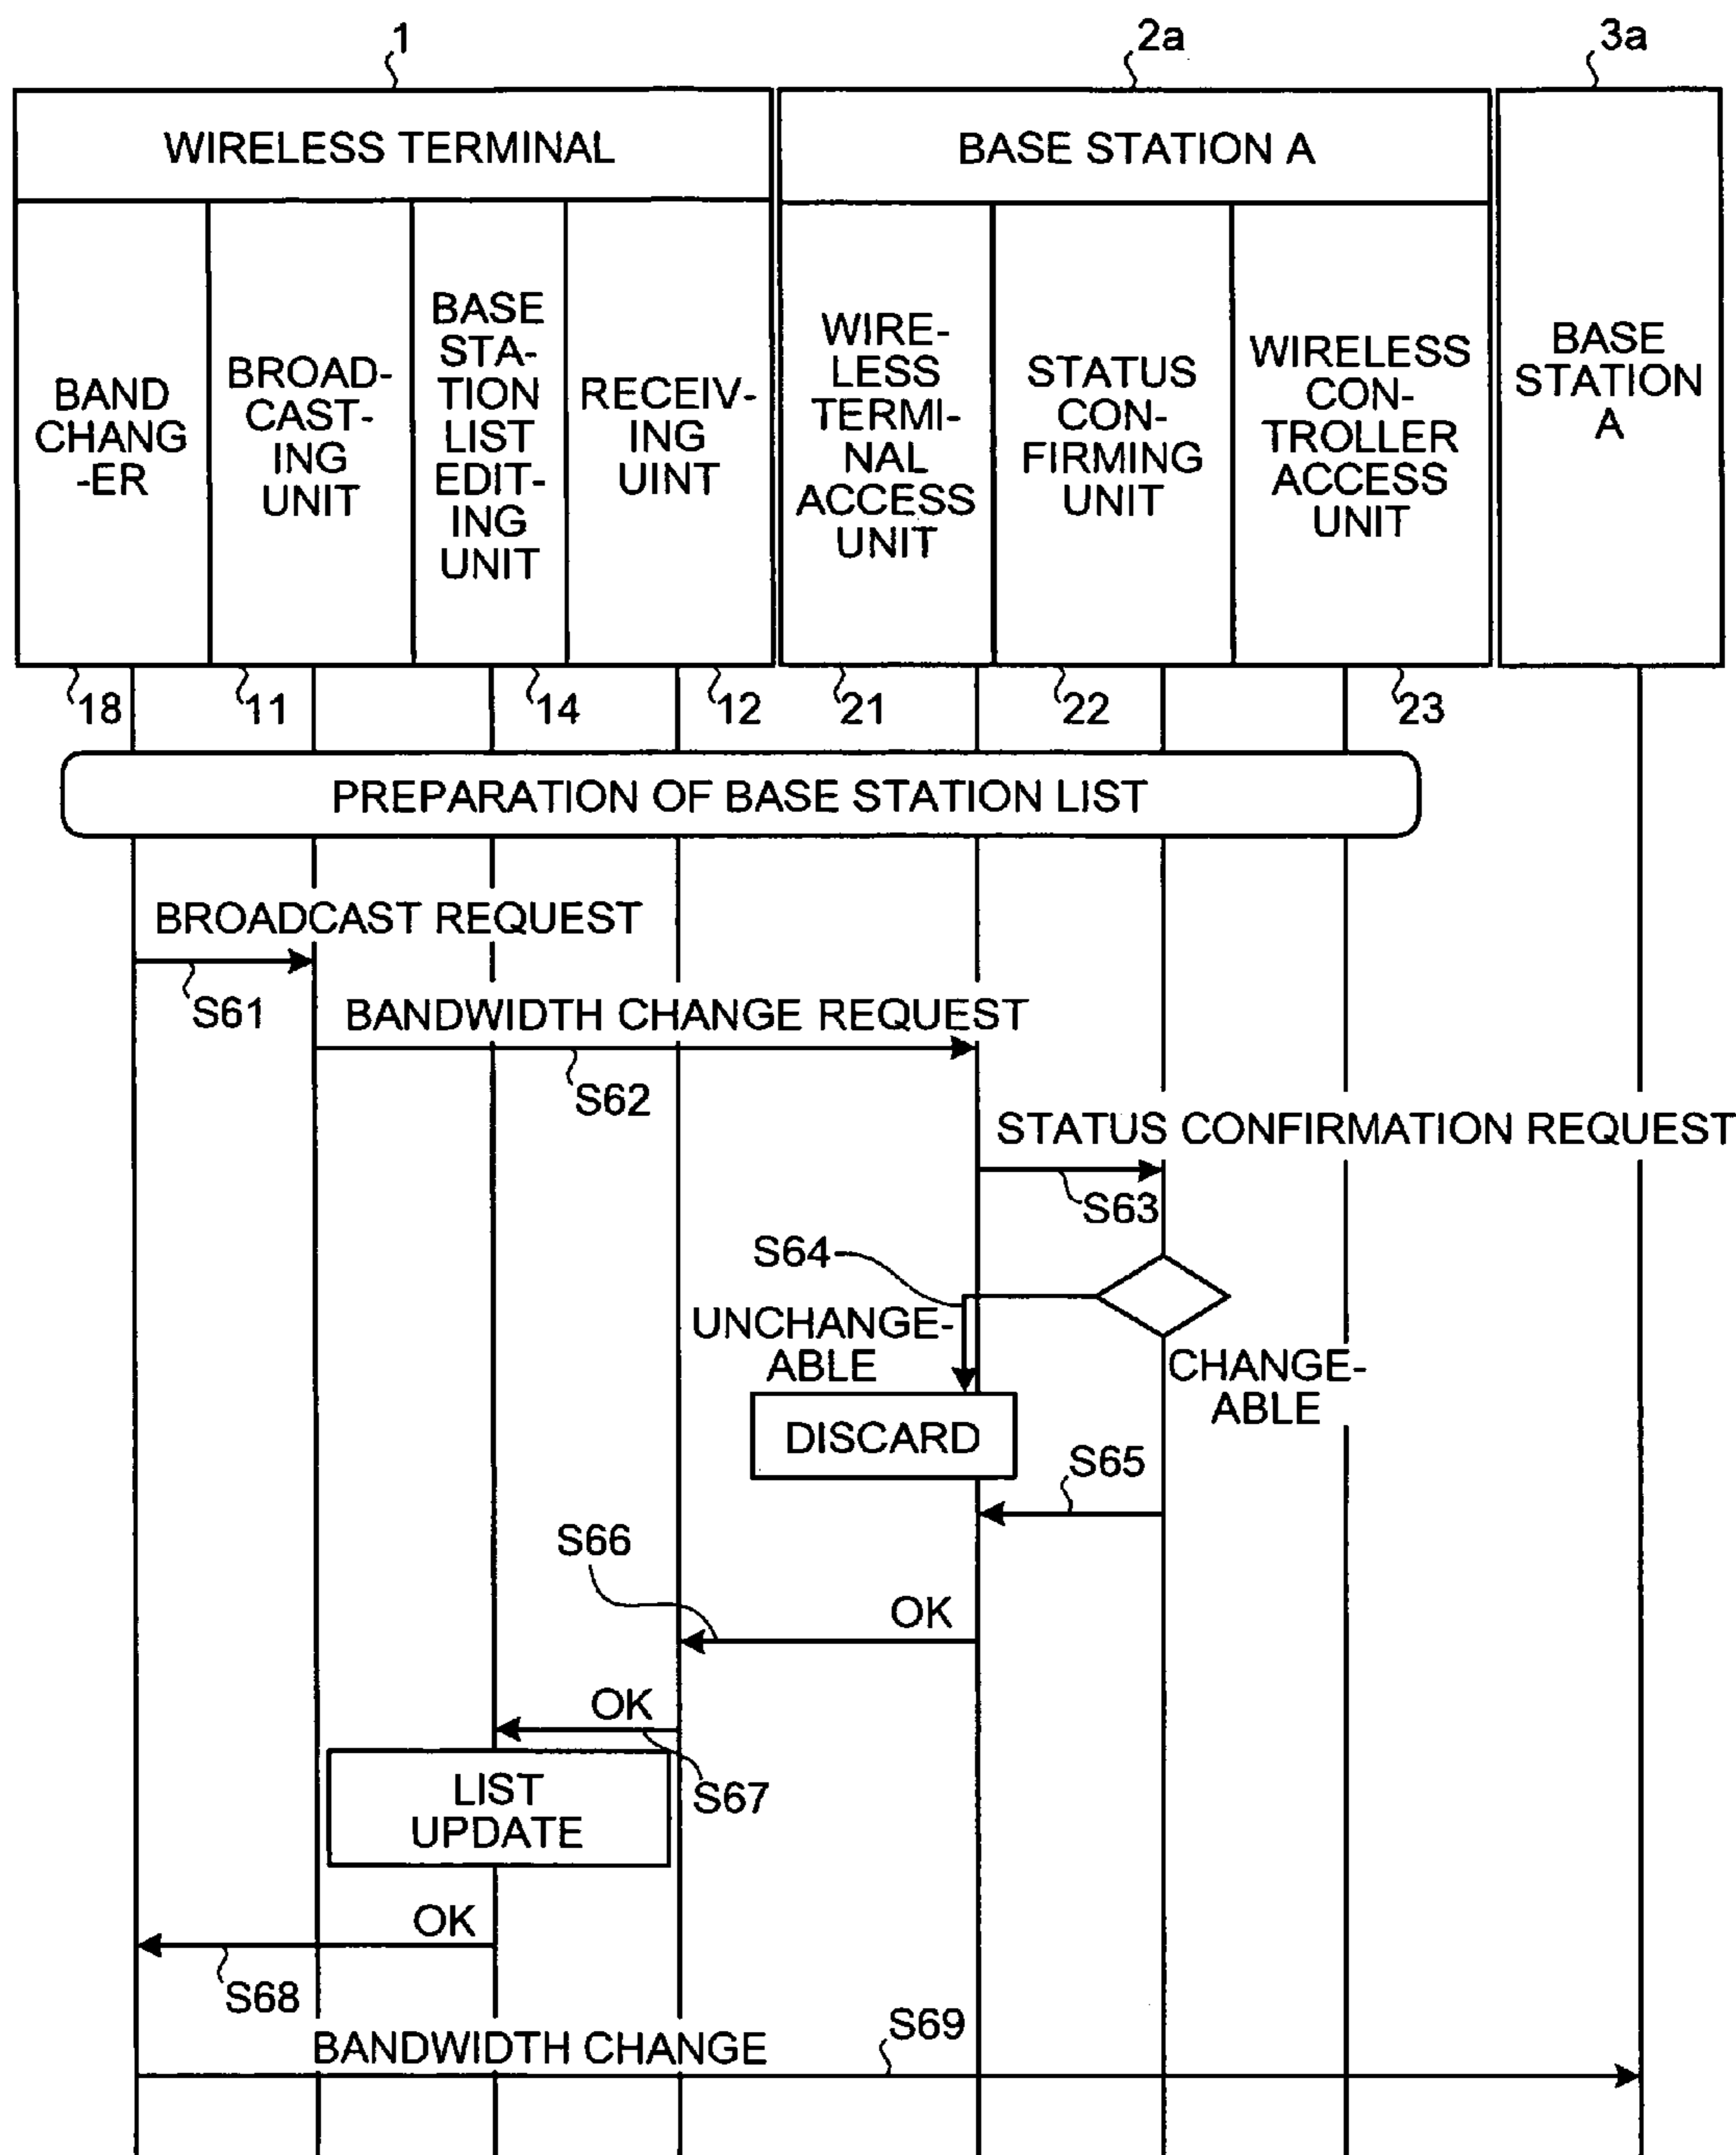 1
2a
3a
WIRELESS TERMINAL
BASE STATION A
BAND
CHANG
-ER
BROAD-
CAST-
ING
UNIT
BASE
STA-
TION
LIST
EDIT-
ING
UNIT
RECEIV-
ING
UINT
WIRE-
LESS
TERMI-
NAL
ACCESS
UNIT
STATUS
CON-
FIRMING
UNIT
WIRELESS
CON-
TROLLER
ACCESS
UNIT
BASE
STATION
A
18
11
14
12
21
22
23
PREPARATION OF BASE STATION LIST
BROADCAST REQUEST
S61
BANDWIDTH CHANGE REQUEST
S62
STATUS CONFIRMATION REQUEST
S63
S64
UNCHANGE-
ABLE
CHANGE-
ABLE
DISCARD
S65
S66
OK
OK
S67
LIST
UPDATE
OK
S68
S69
BANDWIDTH CHANGE